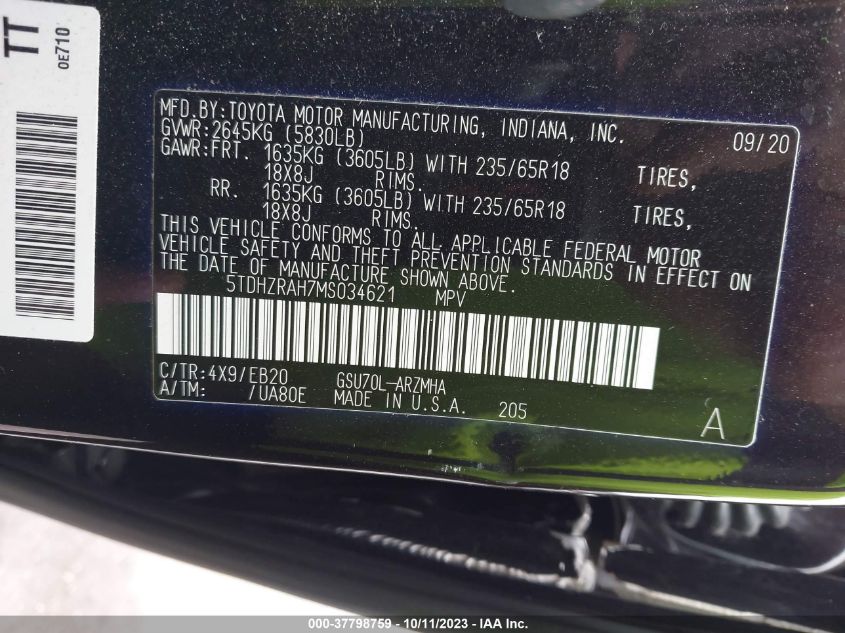 TT
0E710
MFD.BY:TOYOTA MOTOR MANUFACTURING, INDIANA, INC. 09/20
GVWR:2645KG (5830LB)
GAWR:FRT. 1635KG (3605LB) WITH 235/65R18 TIRES,
18X8J RIMS.
RR. 1635KG (3605LB) WITH 235/65R18 TIRES,
18X8J RIMS.
THIS VEHICLE CONFORMS TO ALL APPLICABLE FEDERAL MOTOR
VEHICLE SAFETY AND THEFT PREVENTION STANDARDS IN EFFECT ON
THE DATE OF MANUFACTURE SHOWN ABOVE.
5TDHZRAH7MS034621 MPV
C/TR:4X9/EB20 GSU70L-ARZMHA
A/TM: /UA80E MADE IN U.S.A. 205
A
000-37798759 - 10/11/2023 - IAA Inc.